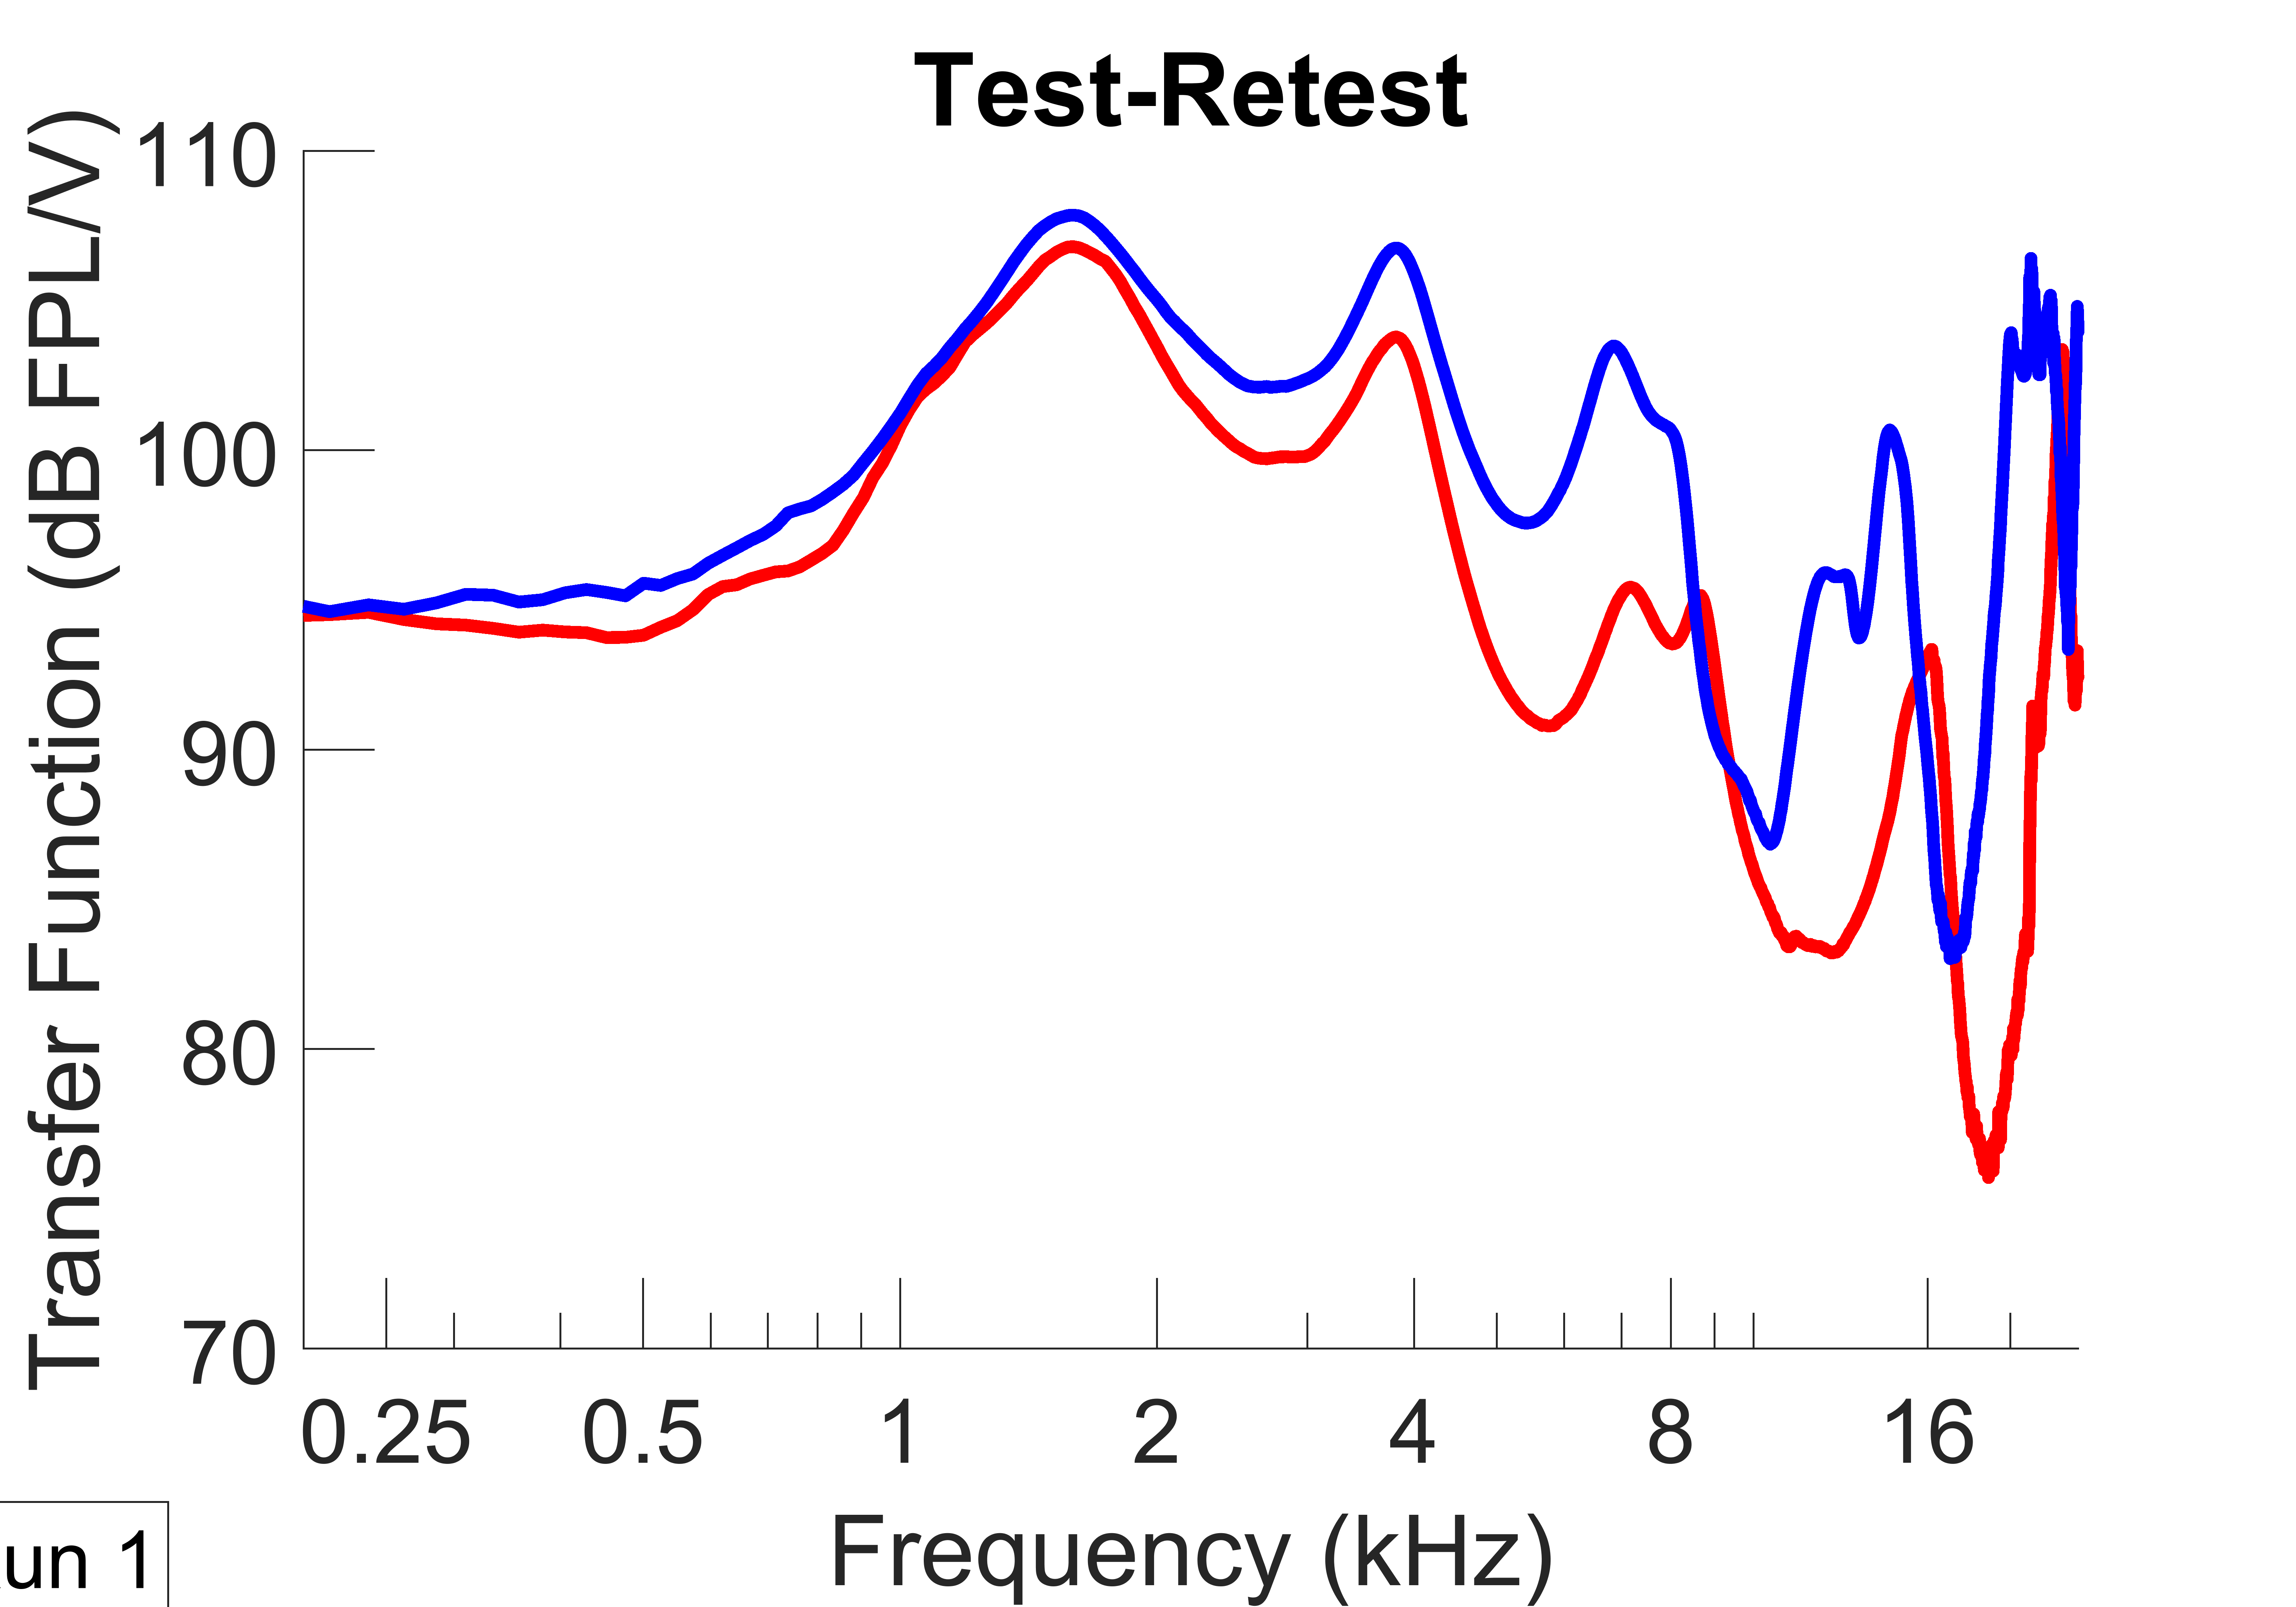 Test-Retest
Transfer Function (dB FPL/V)
110
100
90
80
70
0.25 0.5 1 2 4 8 16
Frequency (kHz)
un 1